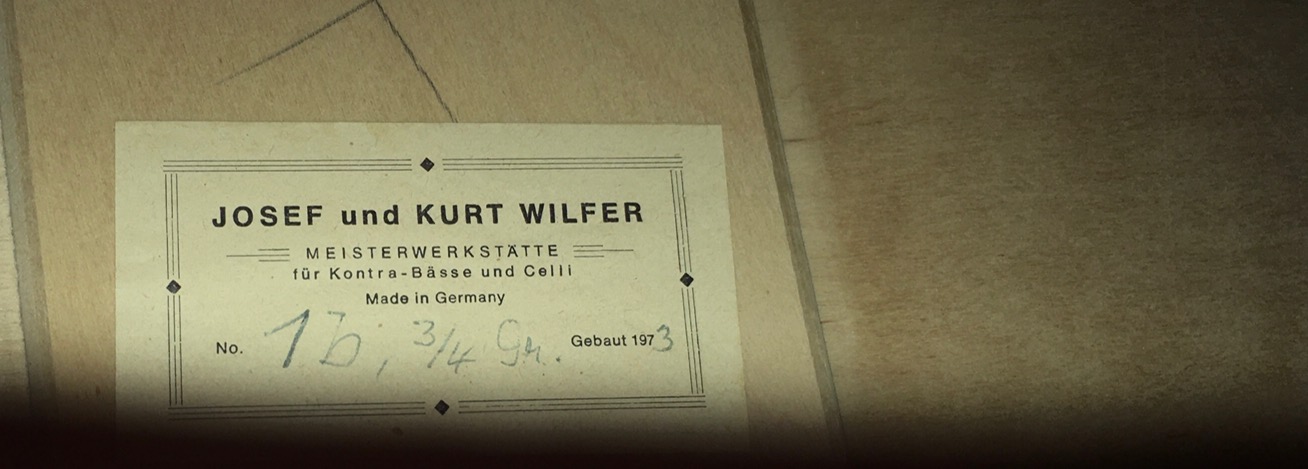 JOSEF und KURT WILFER
MEISTERWERKSTÄTTE
für Kontra-Bässe und Celli
Made in Germany
No. 1b, 3/4 Gr. Gebaut 1973